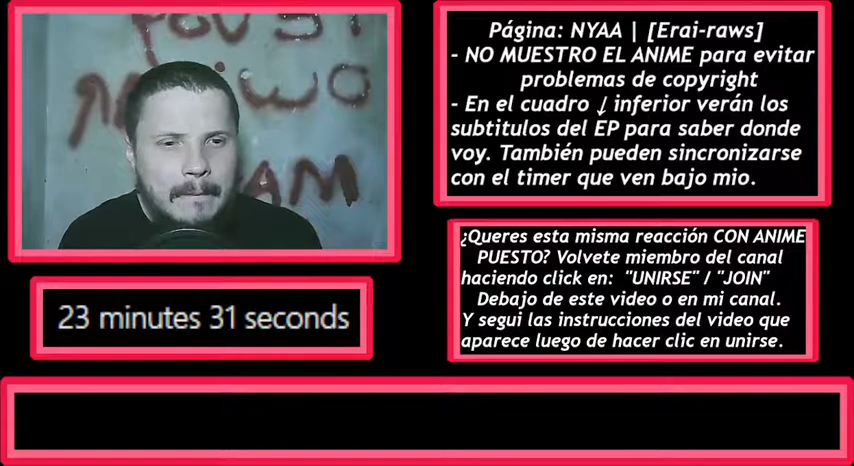 Página: NYAA | [Erai-raws]
- NO MUESTRO EL ANIME para evitar
problemas de copyright
- En el cuadro ↓ inferior verán los
subtitulos del EP para saber donde
voy. También pueden sincronizarse
con el timer que ven bajo mio.
¿Queres esta misma reacción CON ANIME
PUESTO? Volvete miembro del canal
haciendo click en: "UNIRSE" / "JOIN"
Debajo de este video o en mi canal.
Y segui las instrucciones del video que
aparece luego de hacer clic en unirse.
23 minutes 31 seconds